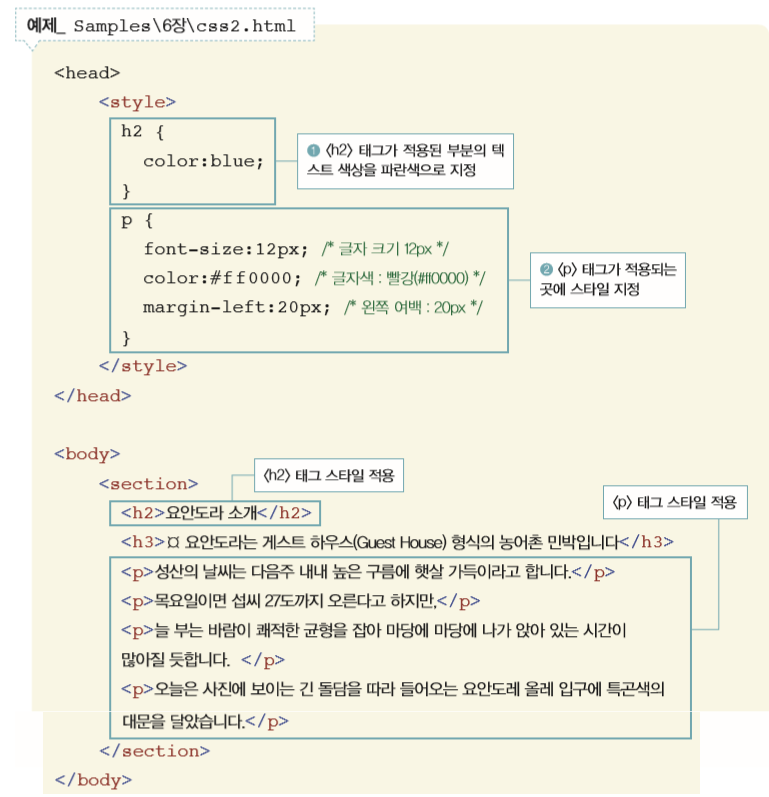 예제_ Samples\6장\css2.html
<head>
<style>
h2 {
color:blue;
}
❶ 〈h2〉 태그가 적용된 부분의 텍
스트 색상을 파란색으로 지정
p {
font-size:12px; /* 글자 크기 12px */
color:#ff0000; /* 글자색 : 빨강(#ff0000) */
margin-left:20px; /* 왼쪽 여백 : 20px */
}
❷ 〈p〉 태그가 적용되는
곳에 스타일 지정
</style>
</head>
<body>
<section>
〈h2〉 태그 스타일 적용
<h2>요안도라 소개</h2>
〈p〉 태그 스타일 적용
<h3>¤ 요안도라는 게스트 하우스(Guest House) 형식의 농어촌 민박입니다</h3>
<p>성산의 날씨는 다음주 내내 높은 구름에 햇살 가득이라고 합니다.</p>
<p>목요일이면 섭씨 27도까지 오른다고 하지만,</p>
<p>늘 부는 바람이 쾌적한 균형을 잡아 마당에 마당에 나가 앉아 있는 시간이
많아질 듯합니다. </p>
<p>오늘은 사진에 보이는 긴 돌담을 따라 들어오는 요안도레 올레 입구에 특곤색의
대문을 달았습니다.</p>
</section>
</body>